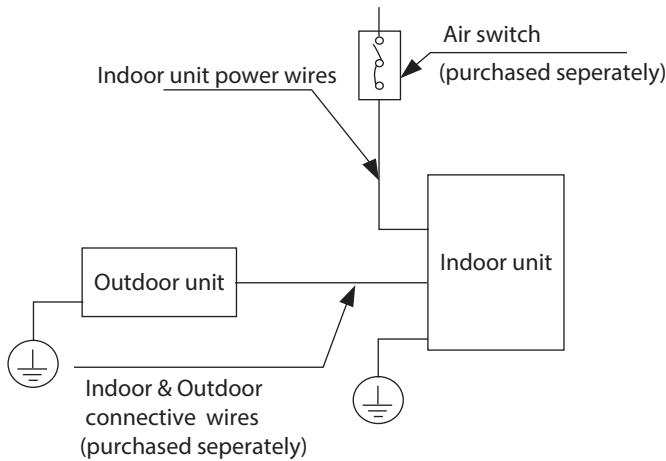 Air switch
(purchased seperately)
Indoor unit power wires
Indoor unit
Outdoor unit
Indoor & Outdoor
connective wires
(purchased seperately)